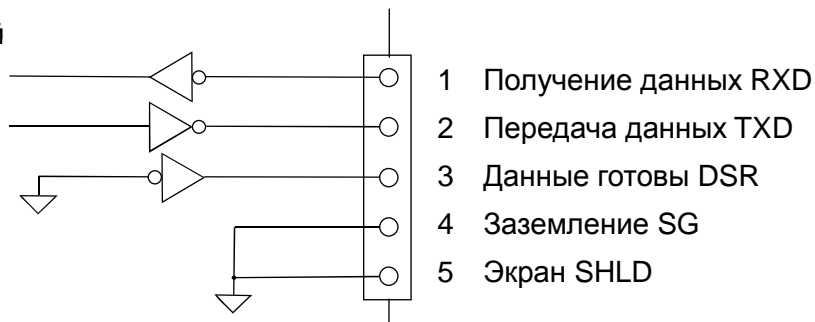 й
1 Получение данных RXD
2 Передача данных TXD
3 Данные готовы DSR
4 Заземление SG
5 Экран SHLD